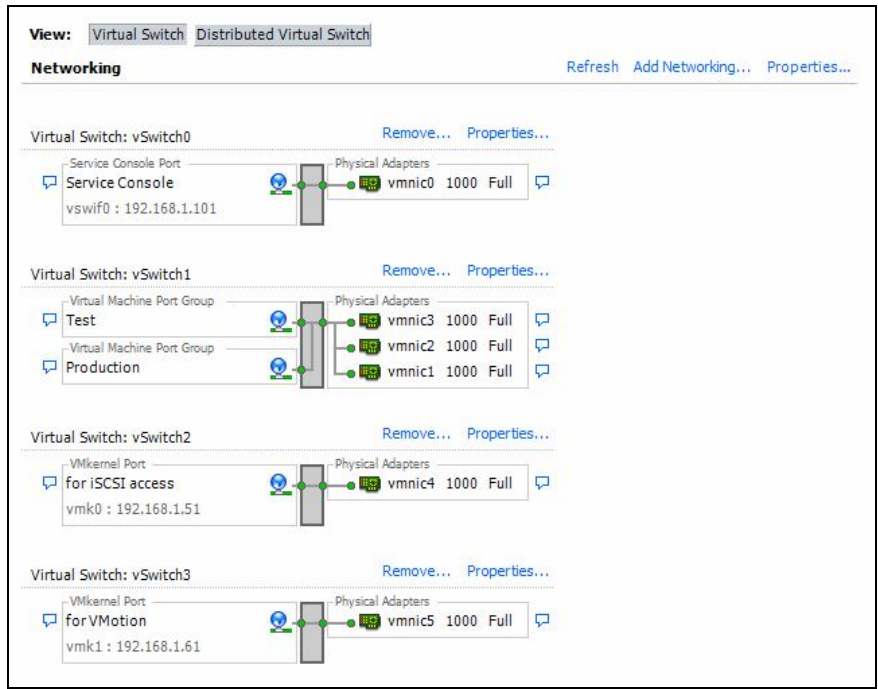 View: Virtual Switch Distributed Virtual Switch
Networking Refresh Add Networking... Properties...
Virtual Switch: vSwitch0 Remove... Properties...
Service Console Port Physical Adapters
Service Console vmnic0 1000 Full
vswif0 : 192.168.1.101
Virtual Switch: vSwitch1 Remove... Properties...
Virtual Machine Port Group Physical Adapters
Test vmnic3 1000 Full
Virtual Machine Port Group vmnic2 1000 Full
Production vmnic1 1000 Full
Virtual Switch: vSwitch2 Remove... Properties...
VMkernel Port Physical Adapters
for iSCSI access vmnic4 1000 Full
vmk0 : 192.168.1.51
Virtual Switch: vSwitch3 Remove... Properties...
VMkernel Port Physical Adapters
for VMotion vmnic5 1000 Full
vmk1 : 192.168.1.61